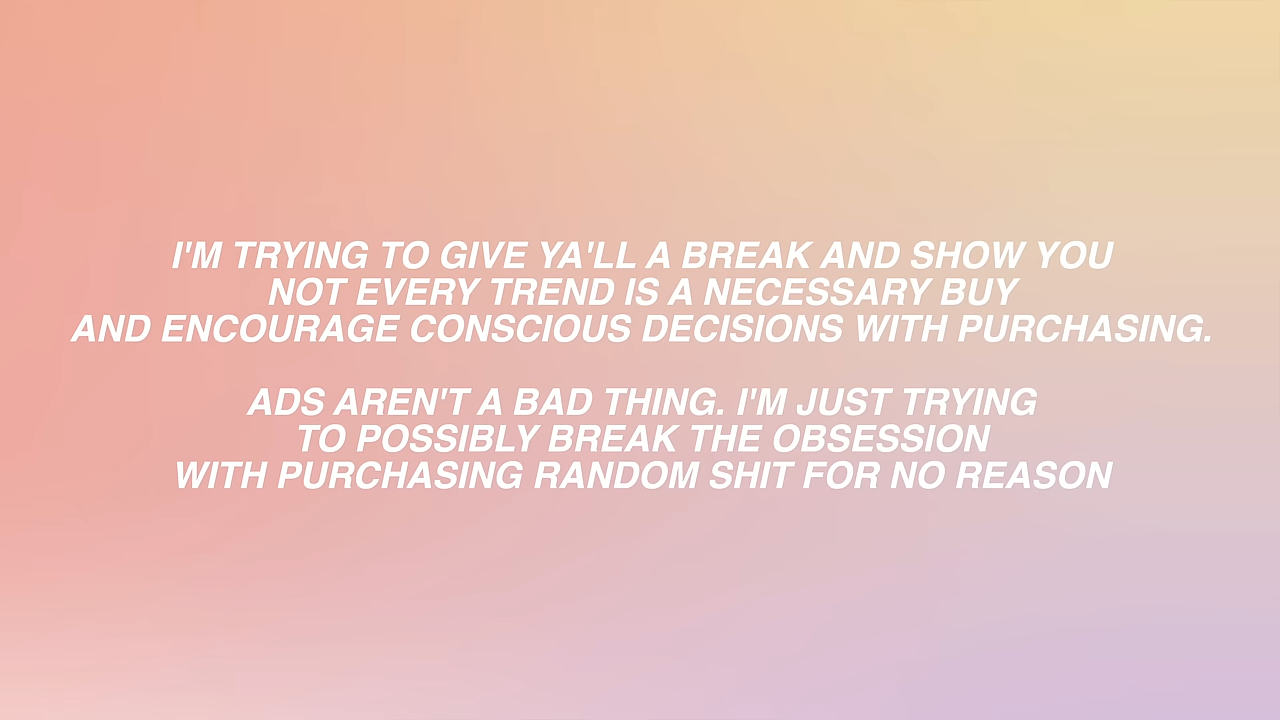 I'M TRYING TO GIVE YA'LL A BREAK AND SHOW YOU
NOT EVERY TREND IS A NECESSARY BUY
AND ENCOURAGE CONSCIOUS DECISIONS WITH PURCHASING.
ADS AREN'T A BAD THING. I'M JUST TRYING
TO POSSIBLY BREAK THE OBSESSION
WITH PURCHASING RANDOM SHIT FOR NO REASON